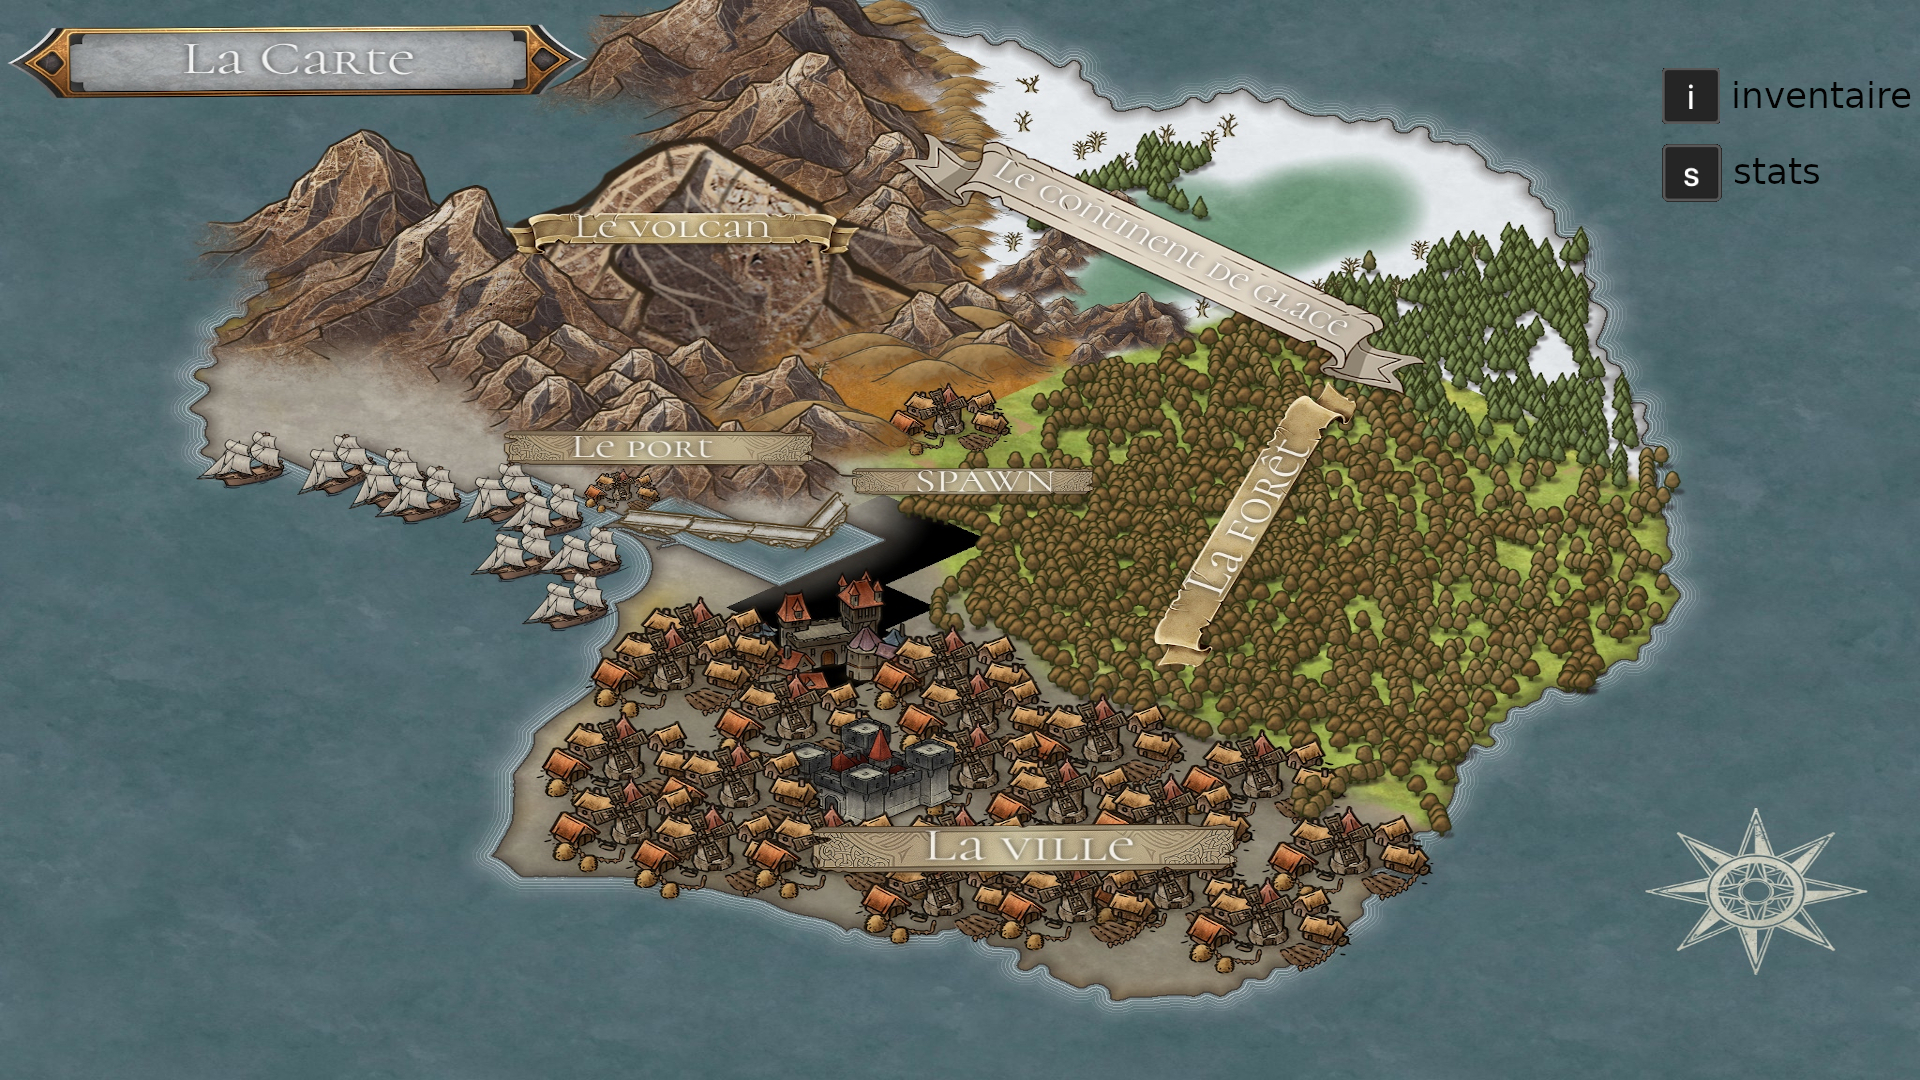 La Carte
i inventaire
s stats
Le continent de glace
Le volcan
Le port
SPAWN
La forêt
La ville